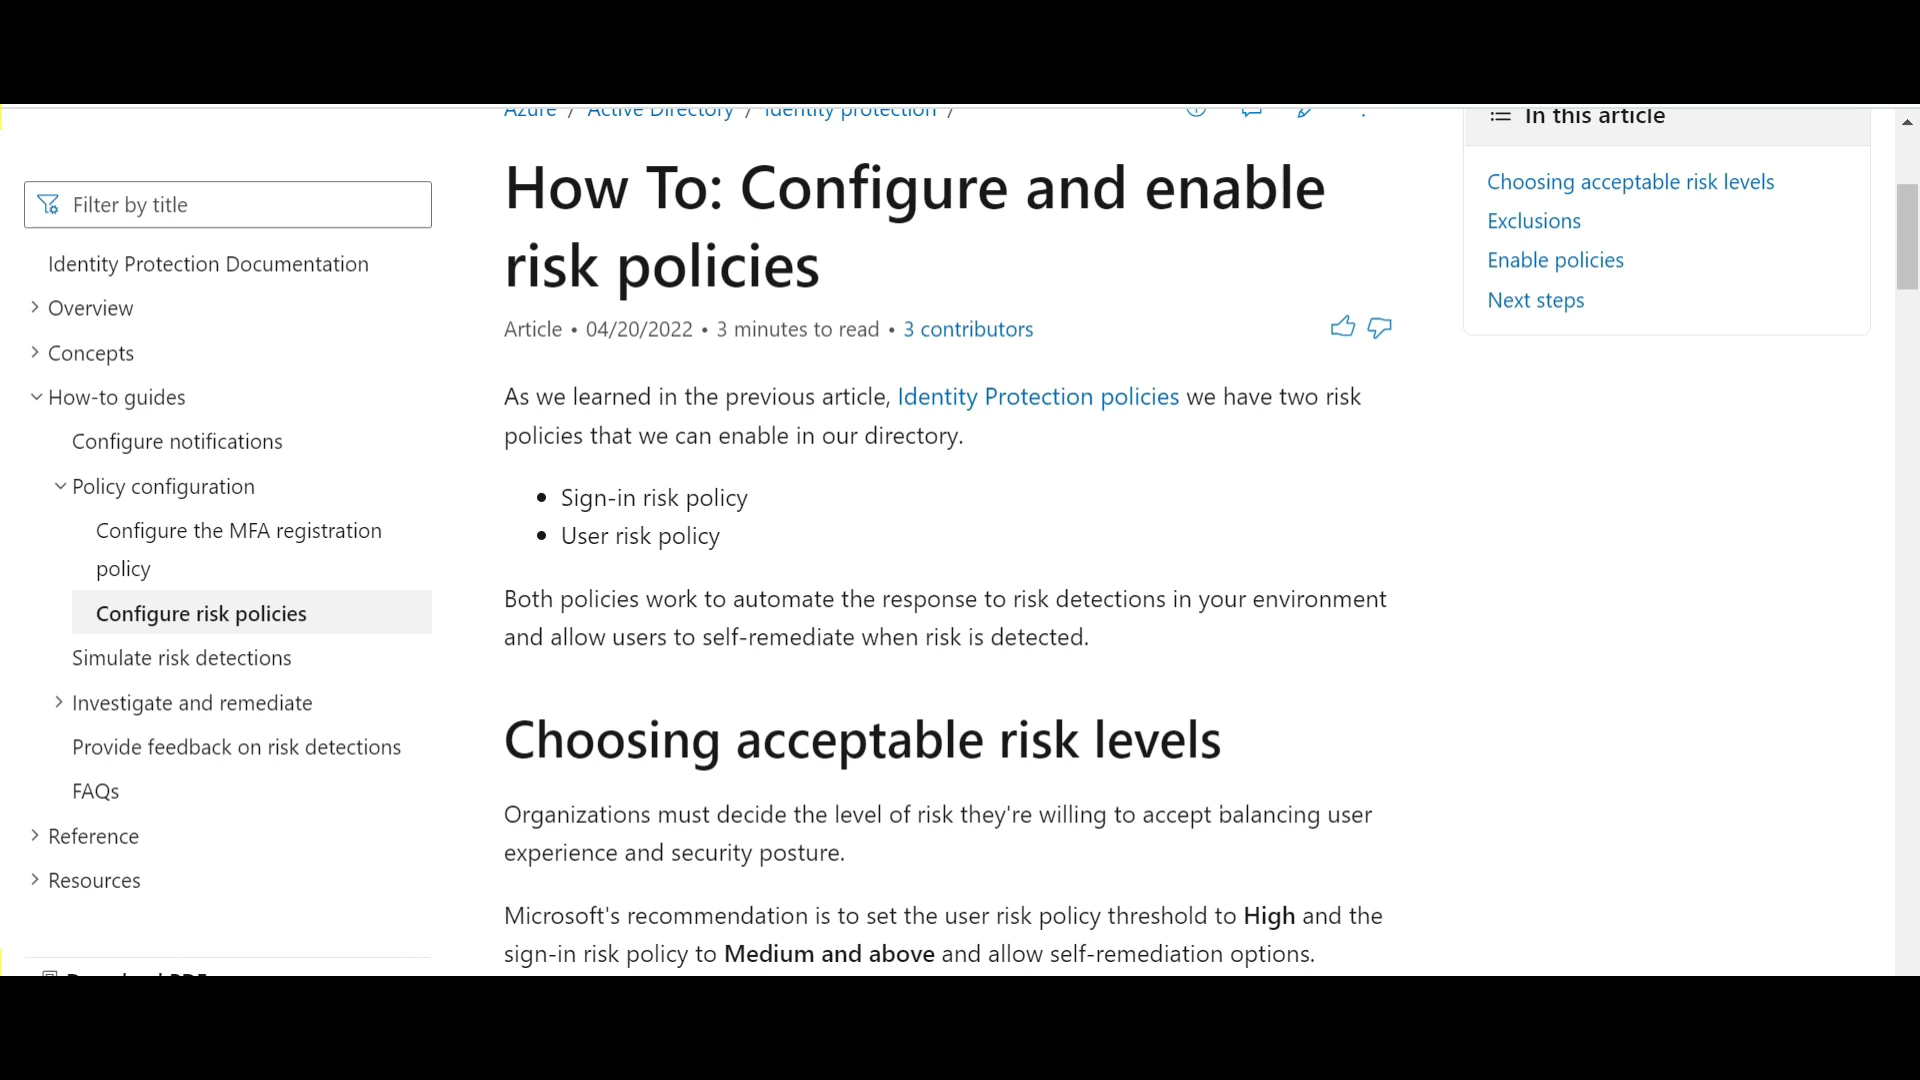 Azure / Active Directory / Identity protection /
In this article
Choosing acceptable risk levels
Exclusions
Enable policies
Next steps
Filter by title
Identity Protection Documentation
Overview
Concepts
How-to guides
Configure notifications
Policy configuration
Configure the MFA registration
policy
Configure risk policies
Simulate risk detections
Investigate and remediate
Provide feedback on risk detections
FAQs
Reference
Resources
Download PDF
How To: Configure and enable
risk policies
Article • 04/20/2022 • 3 minutes to read • 3 contributors
As we learned in the previous article, Identity Protection policies we have two risk
policies that we can enable in our directory.
• Sign-in risk policy
• User risk policy
Both policies work to automate the response to risk detections in your environment
and allow users to self-remediate when risk is detected.
Choosing acceptable risk levels
Organizations must decide the level of risk they're willing to accept balancing user
experience and security posture.
Microsoft's recommendation is to set the user risk policy threshold to High and the
sign-in risk policy to Medium and above and allow self-remediation options.